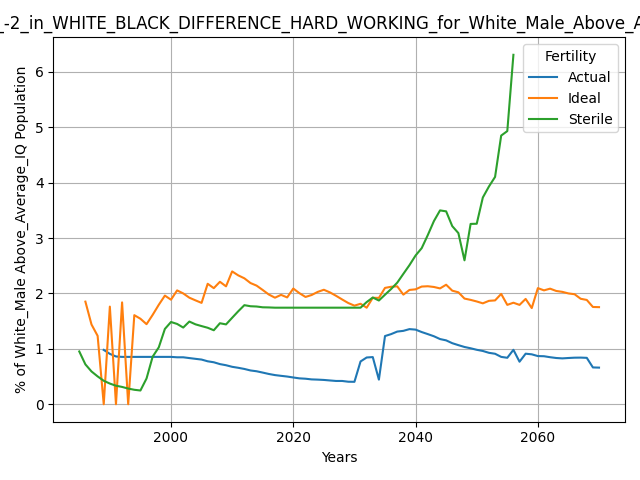 _-2_in_WHITE_BLACK_DIFFERENCE_HARD_WORKING_for_White_Male_Above_A
% of White_Male Above_Average_IQ Population
6
5
4
3
2
1
0
2000 2020 2040 2060
Years
Fertility
Actual
Ideal
Sterile